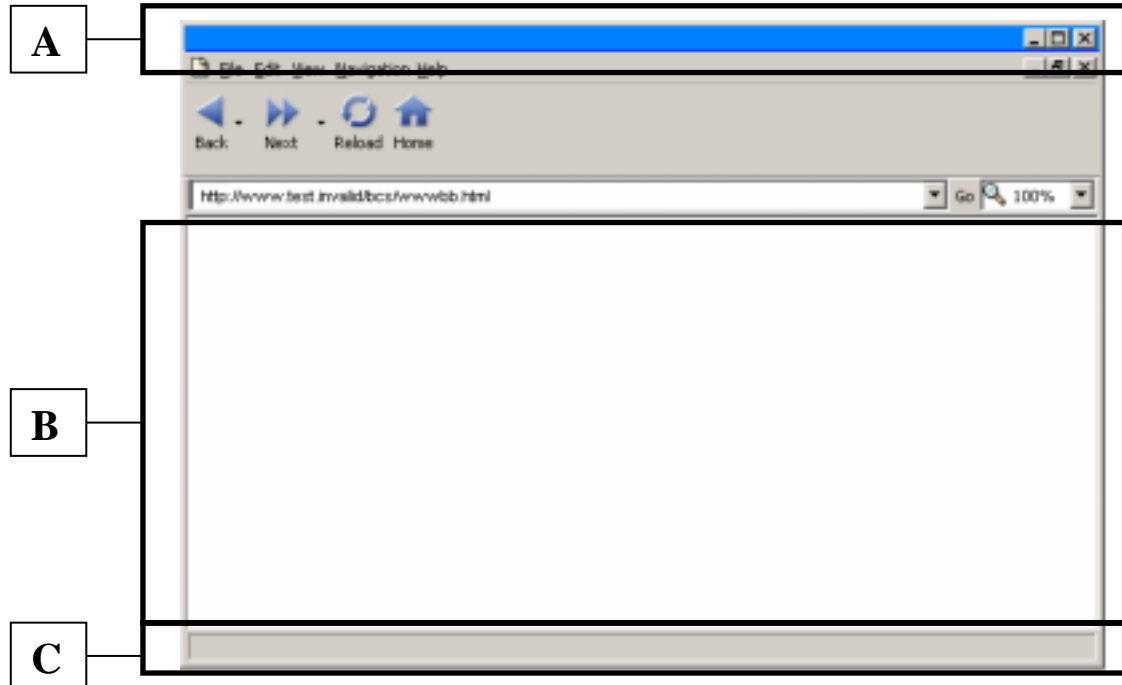 A
File Edit View Navigation Help
Back Next Reload Home
http://www.test.invalid/bcs/wwwbb.html Go 100%
B
C